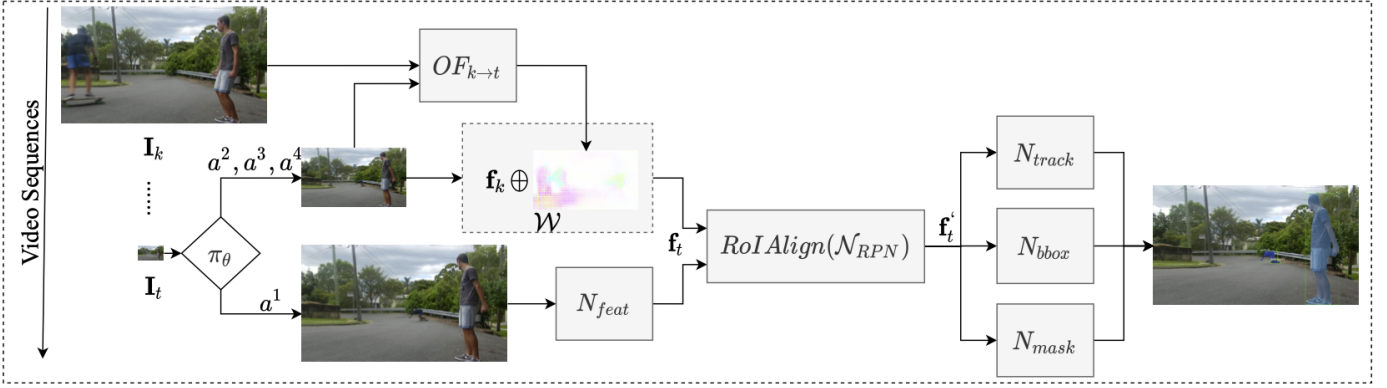 Video Sequences
I_k
......
I_t
π_θ
a^2, a^3, a^4
a^1
OF_{k→t}
f_k ⊕
W
N_feat
f_t
RoIAlign(N_RPN)
f_t^‘
N_track
N_bbox
N_mask